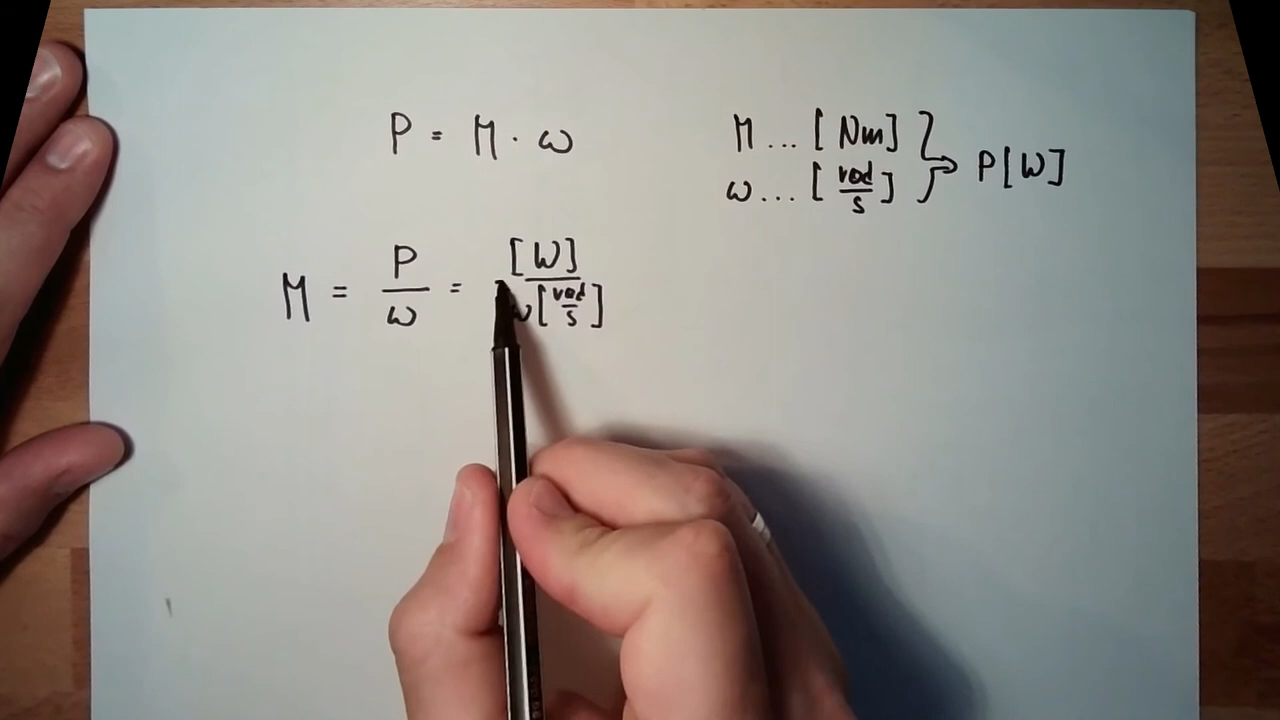 P = M · ω
M ... [Nm]
ω ... [rad/s] } ⇒ P[W]
M = P/ω = [W]/ω[rad/s]